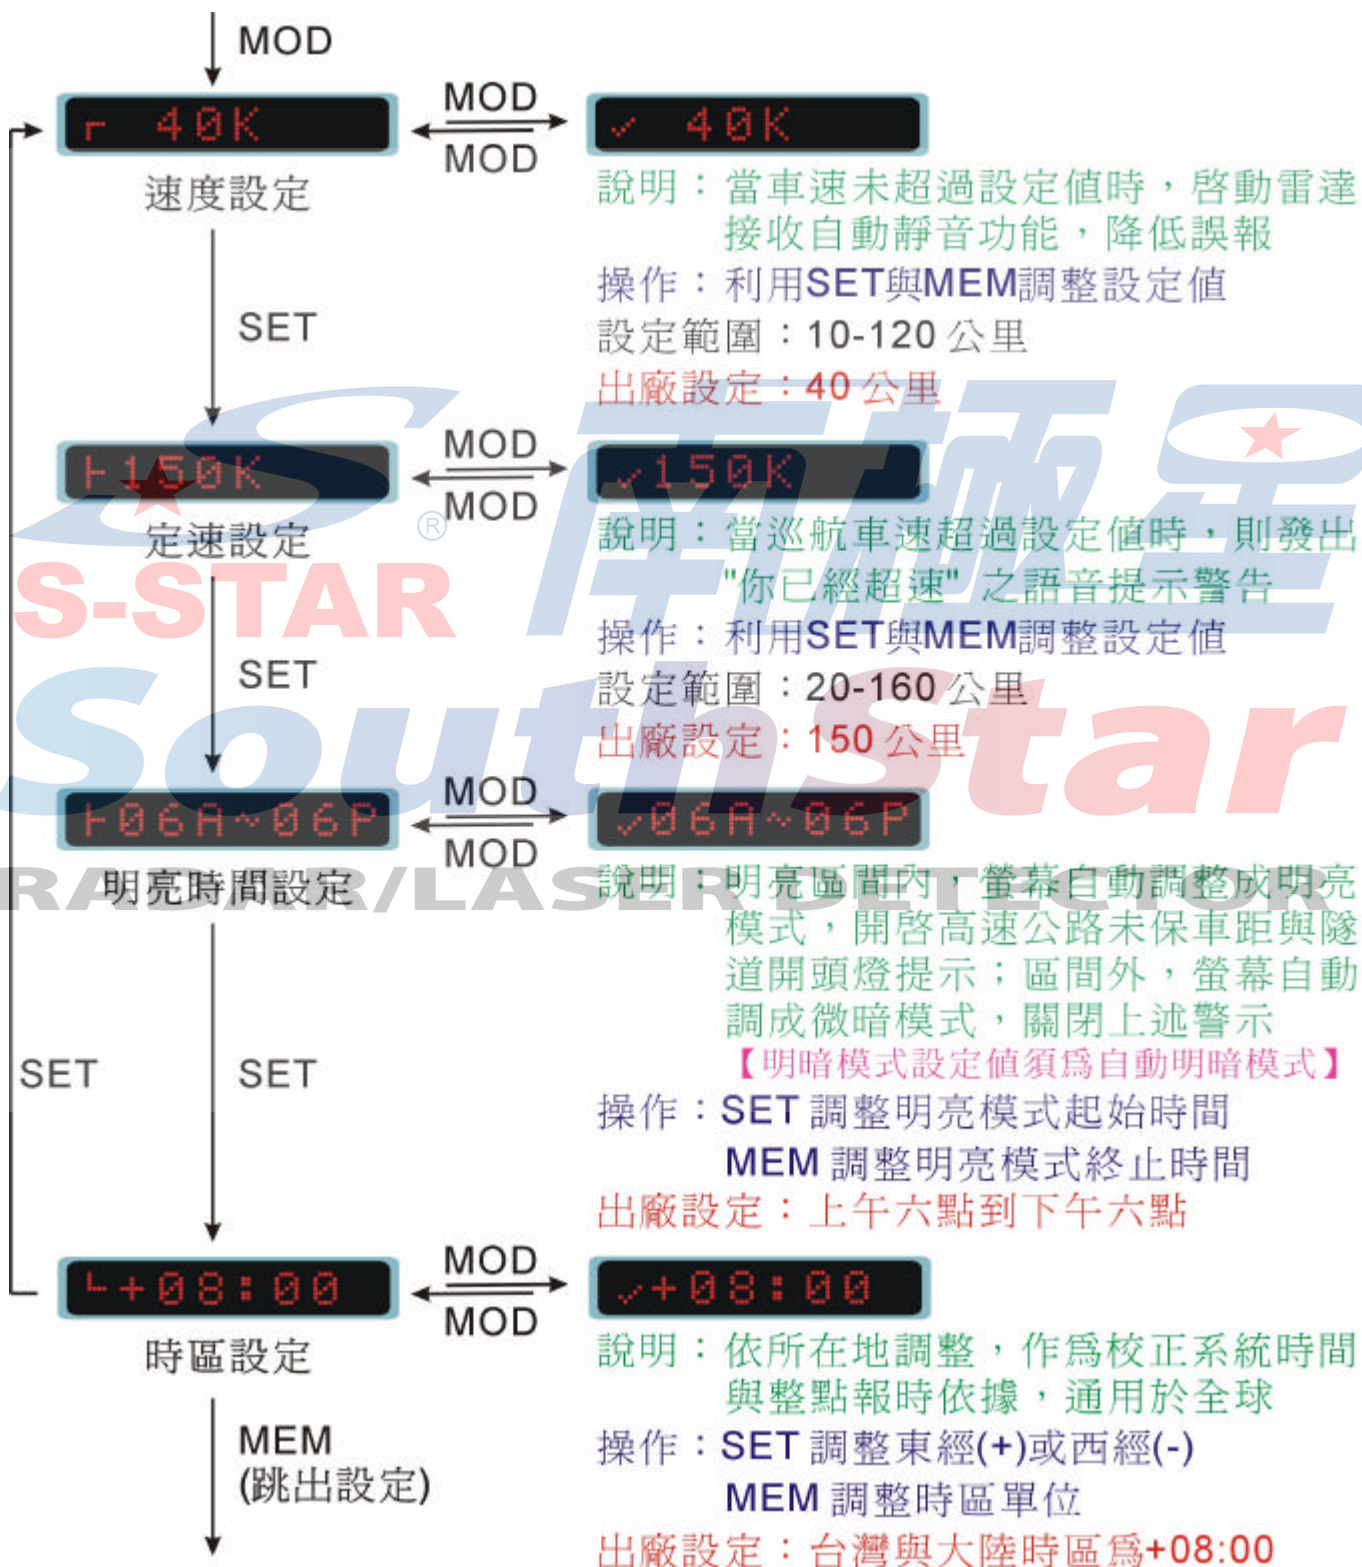 MOD
┌ 40K
MOD
MOD
✓ 40K
速度設定
說明：當車速未超過設定值時，啓動雷達
接收自動靜音功能，降低誤報
操作：利用SET與MEM調整設定值
設定範圍：10-120 公里
出廠設定：40 公里
SET
├150K
MOD
MOD
✓150K
定速設定
說明：當巡航車速超過設定值時，則發出
"你已經超速" 之語音提示警告
操作：利用SET與MEM調整設定值
設定範圍：20-160 公里
出廠設定：150 公里
SET
├06A~06P
MOD
MOD
✓06A~06P
明亮時間設定
說明：明亮區間內，螢幕自動調整成明亮
模式，開啓高速公路未保車距與隧
道開頭燈提示；區間外，螢幕自動
調成微暗模式，關閉上述警示
【明暗模式設定值須爲自動明暗模式】
操作：SET 調整明亮模式起始時間
MEM 調整明亮模式終止時間
出廠設定：上午六點到下午六點
SET
SET
└+08:00
MOD
MOD
✓+08:00
時區設定
說明：依所在地調整，作爲校正系統時間
與整點報時依據，通用於全球
操作：SET 調整東經(+)或西經(-)
MEM 調整時區單位
出廠設定：台灣與大陸時區爲+08:00
MEM
(跳出設定)
南極星
®
S-STAR
SouthStar
RADAR/LASER DETECTOR